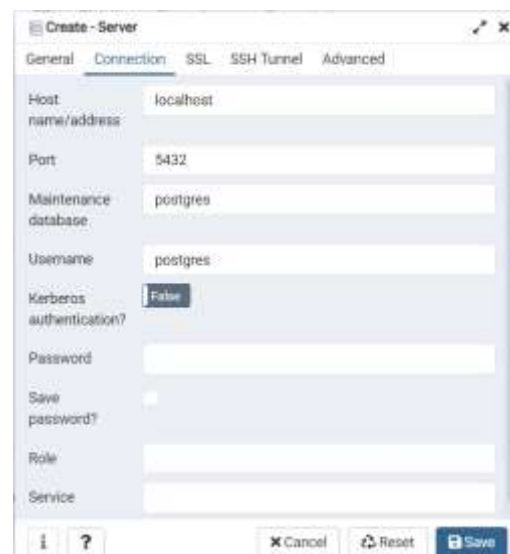 Create - Server
General Connection SSL SSH Tunnel Advanced
Host
name/address
localhost
Port
5432
Maintenance
database
postgres
Username
postgres
Kerberos
authentication?
False
Password
Save
password?
Role
Service
i ? Cancel Reset Save